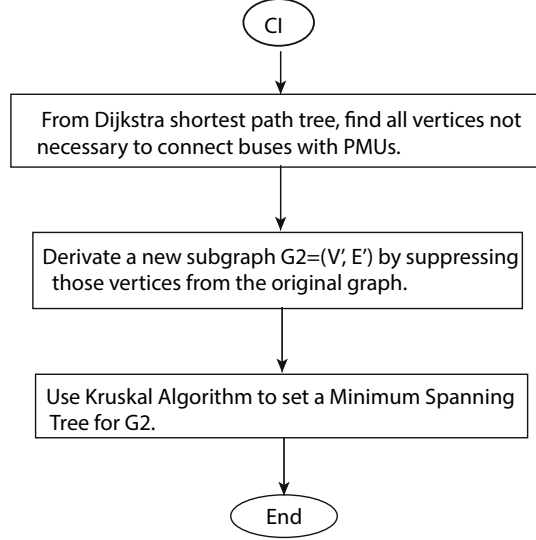 CI
From Dijkstra shortest path tree, find all vertices not
necessary to connect buses with PMUs.
Derivate a new subgraph G2=(V’, E’) by suppressing
those vertices from the original graph.
Use Kruskal Algorithm to set a Minimum Spanning
Tree for G2.
End